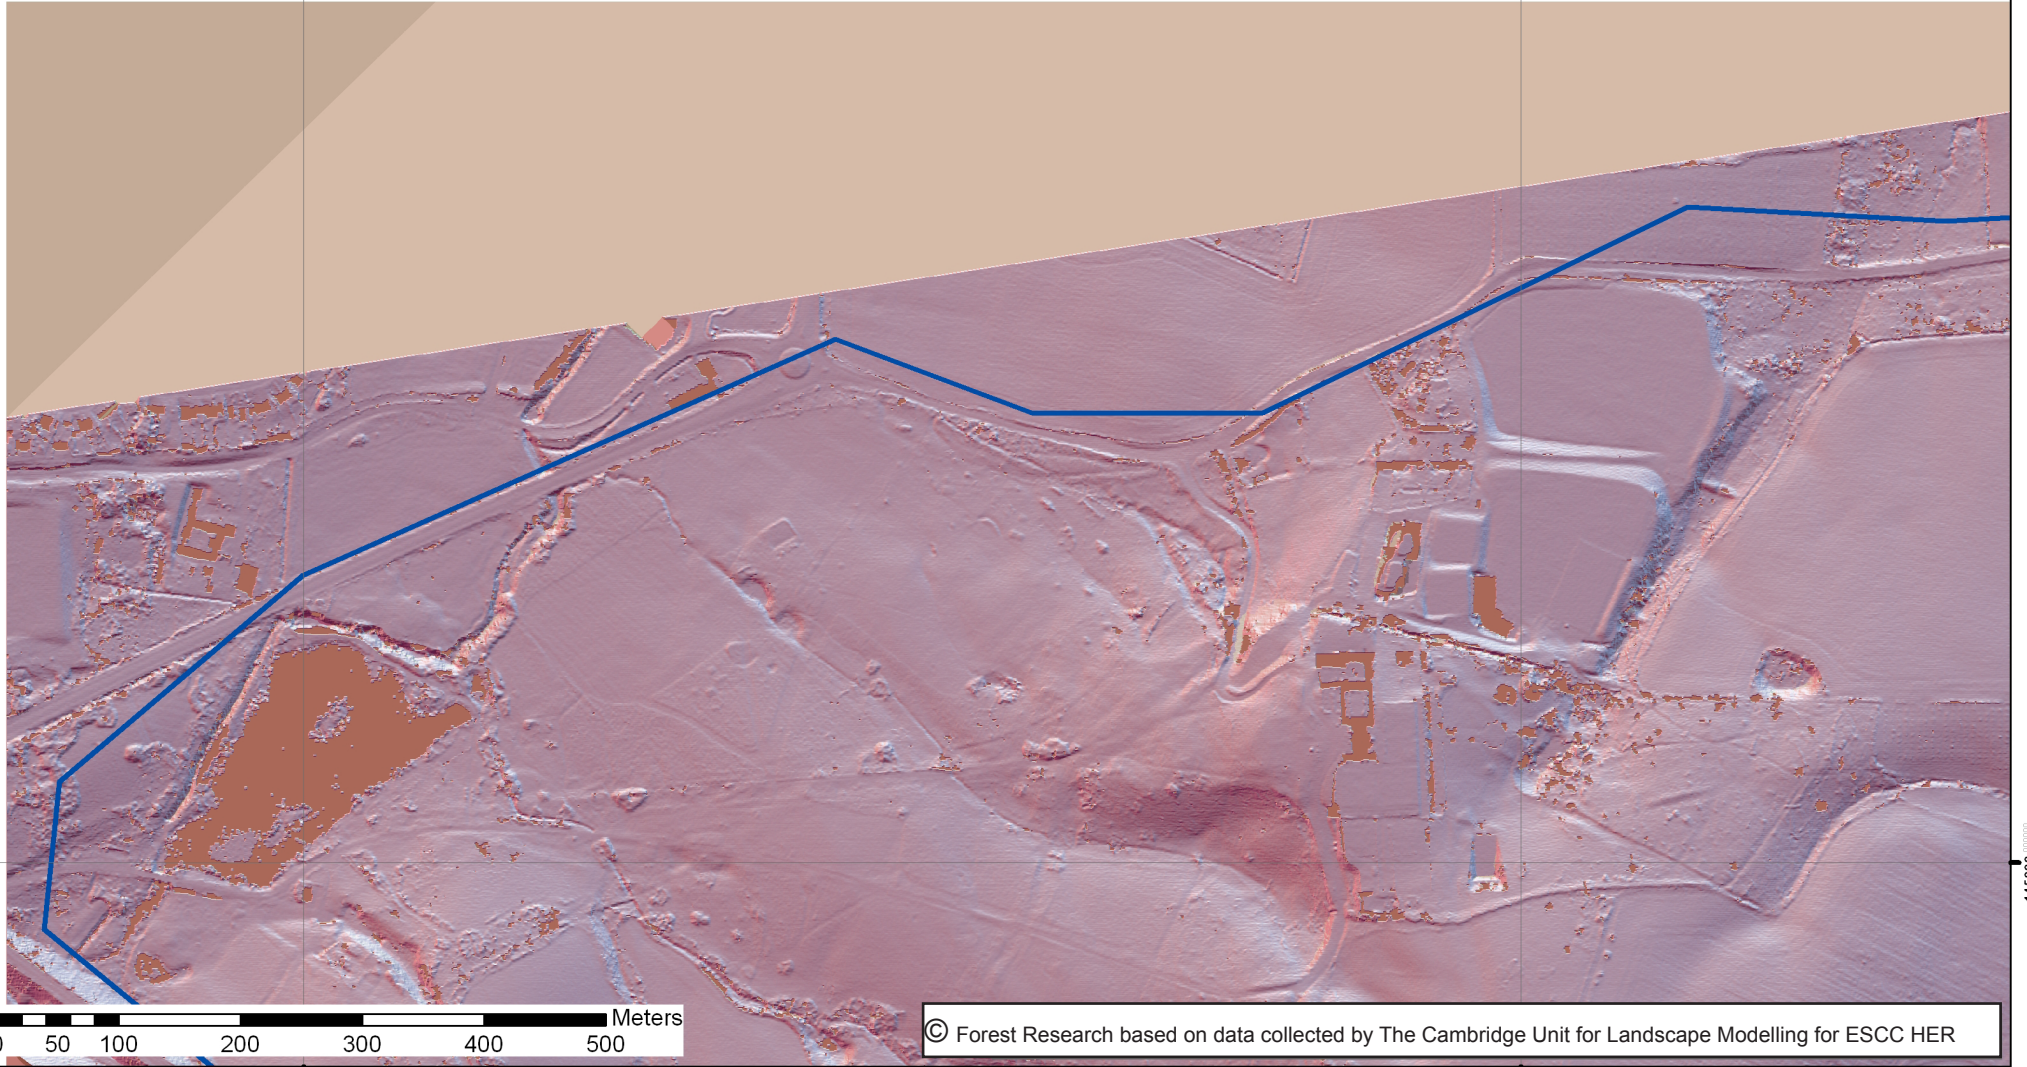 Meters
0 50 100 200 300 400 500
© Forest Research based on data collected by The Cambridge Unit for Landscape Modelling for ESCC HER